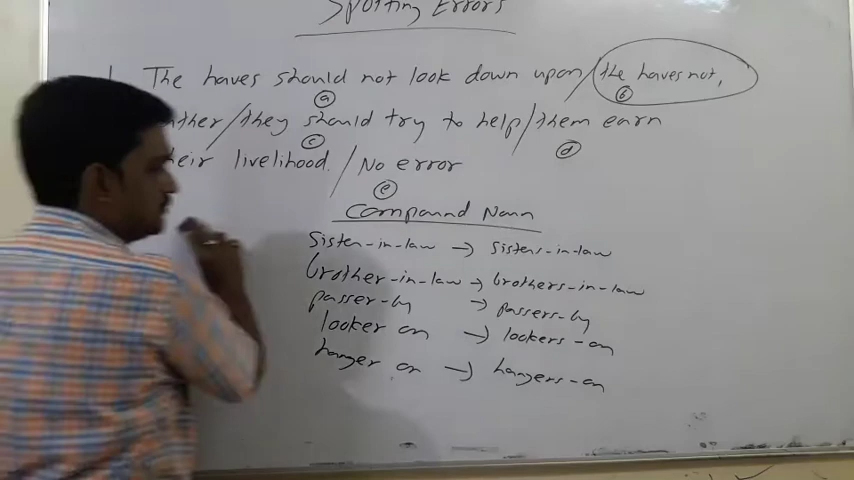 Spotting Errors
1. The haves should not look down upon/the haves not,
ⓐ ⓑ
ther/they should try to help/them earn
ⓒ ⓓ
their livelihood./No error
ⓔ
Compound Noun
Sister-in-law → sisters-in-law
brother-in-law → brothers-in-law
passer-by → passers-by
looker on → lookers-on
hanger on → hangers-on